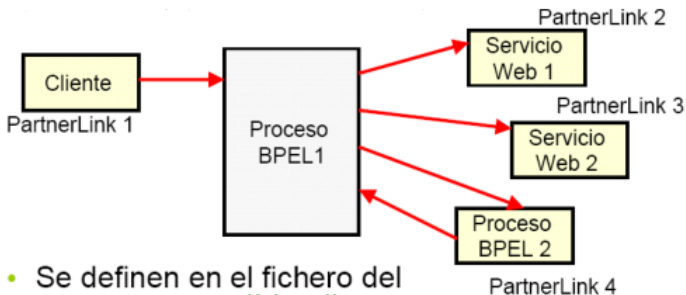 PartnerLink 2
Servicio
Web 1
Cliente
PartnerLink 1
Proceso
BPEL1
PartnerLink 3
Servicio
Web 2
Proceso
BPEL 2
PartnerLink 4
• Se definen en el fichero del